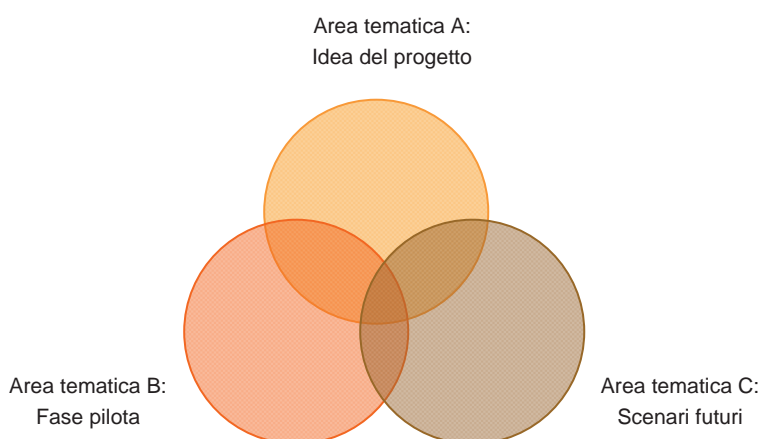 Area tematica A:
Idea del progetto
Area tematica B:
Fase pilota
Area tematica C:
Scenari futuri